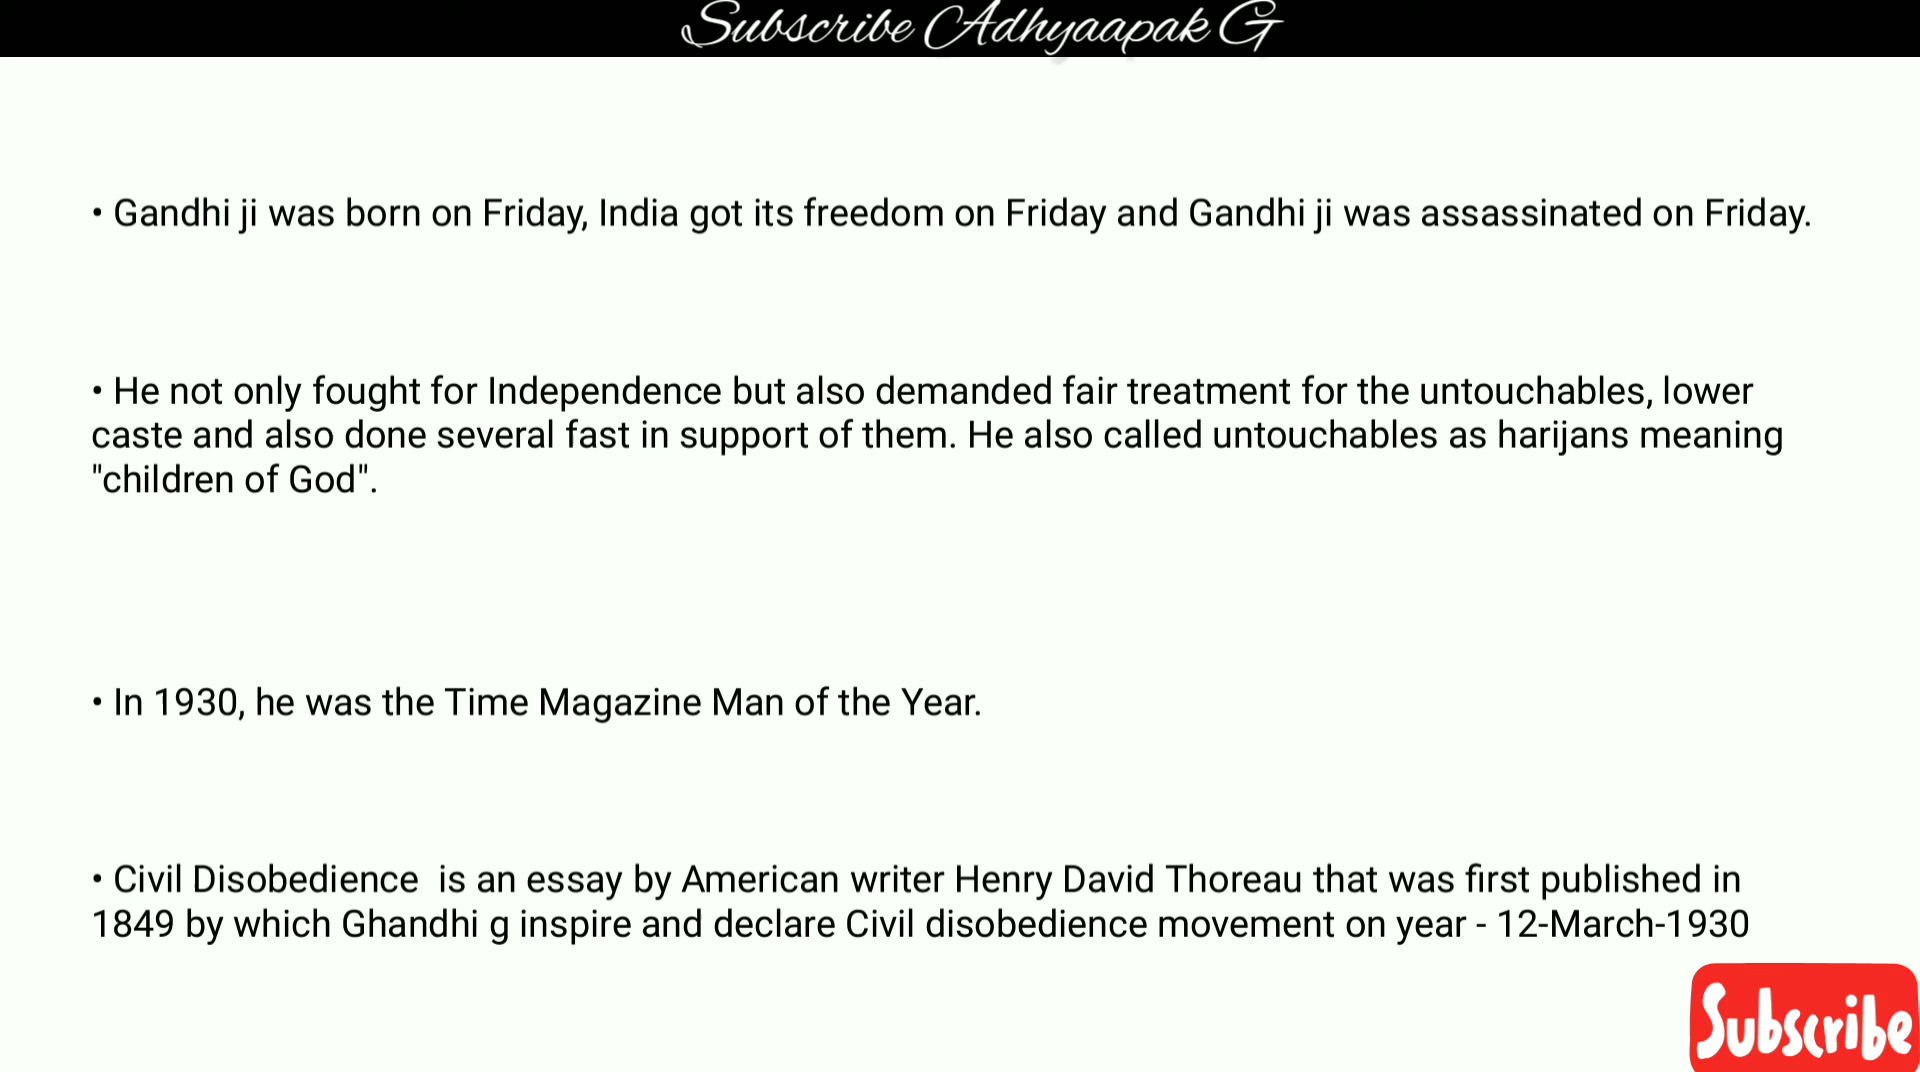 Subscribe Adhyaapak G
• Gandhi ji was born on Friday, India got its freedom on Friday and Gandhi ji was assassinated on Friday.
• He not only fought for Independence but also demanded fair treatment for the untouchables, lower
caste and also done several fast in support of them. He also called untouchables as harijans meaning
"children of God".
• In 1930, he was the Time Magazine Man of the Year.
• Civil Disobedience  is an essay by American writer Henry David Thoreau that was first published in
1849 by which Ghandhi g inspire and declare Civil disobedience movement on year - 12-March-1930
Subscribe